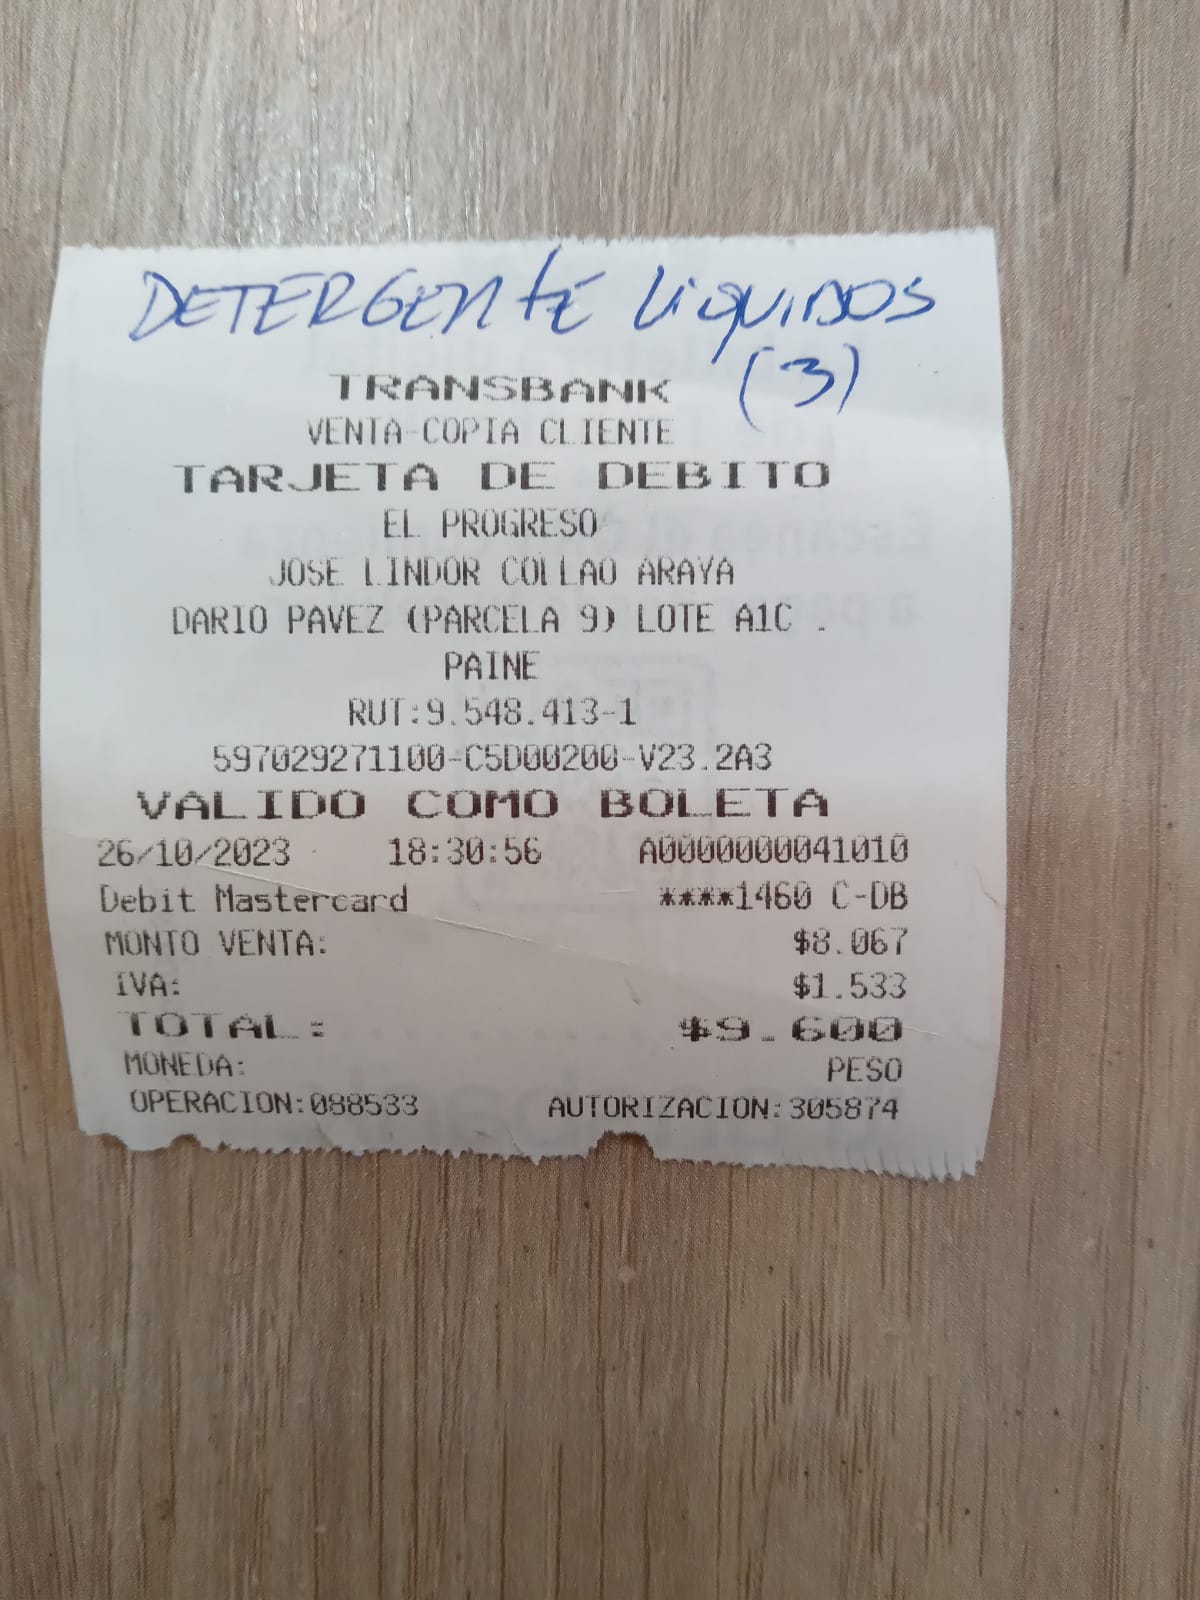 DETERGENTE LIQUIDOS
(3)
TRANSBANK
VENTA-COPIA CLIENTE
TARJETA DE DEBITO
EL PROGRESO
JOSE LINDOR COLLAO ARAYA
DARIO PAVEZ (PARCELA 9) LOTE A1C .
PAINE
RUT:9.548.413-1
597029271100-C5D00200-V23.2A3
VALIDO COMO BOLETA
26/10/2023 18:30:56 A0000000041010
Debit Mastercard ****1460 C-DB
MONTO VENTA: $8.067
IVA: $1.533
TOTAL: $9.600
MONEDA: PESO
OPERACION:088533 AUTORIZACION:305874